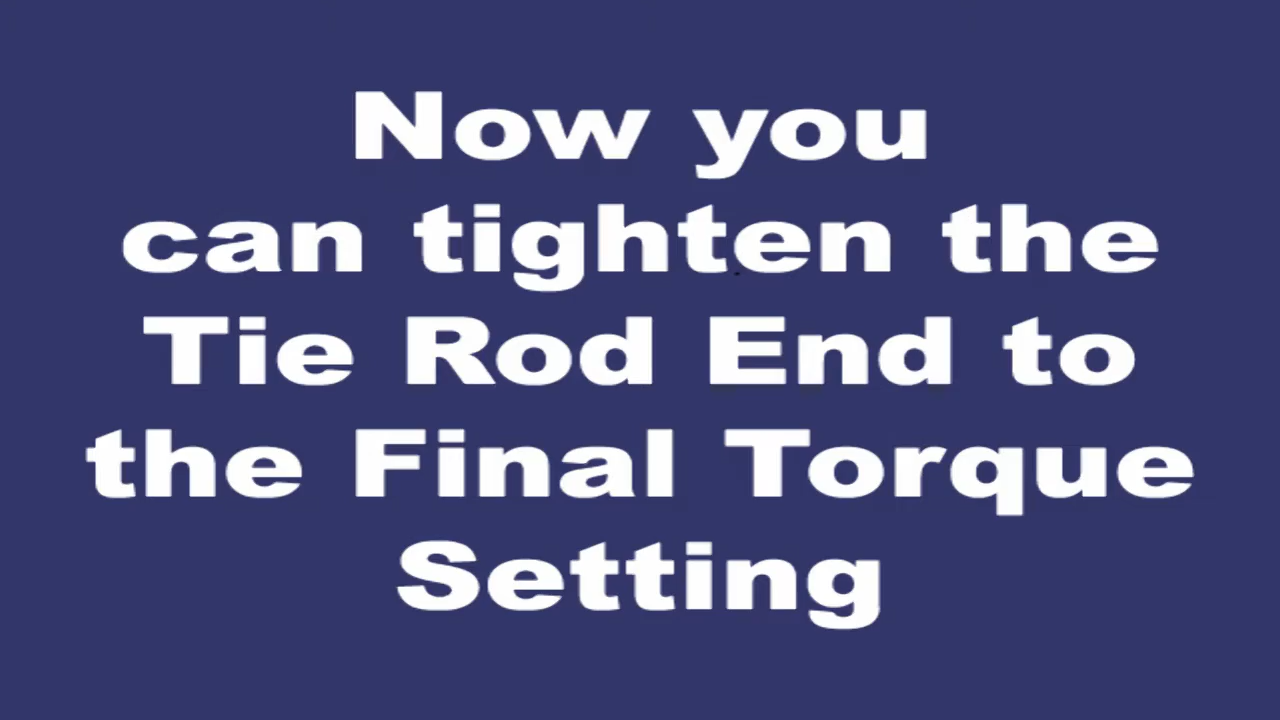 Now you
can tighten the
Tie Rod End to
the Final Torque
Setting